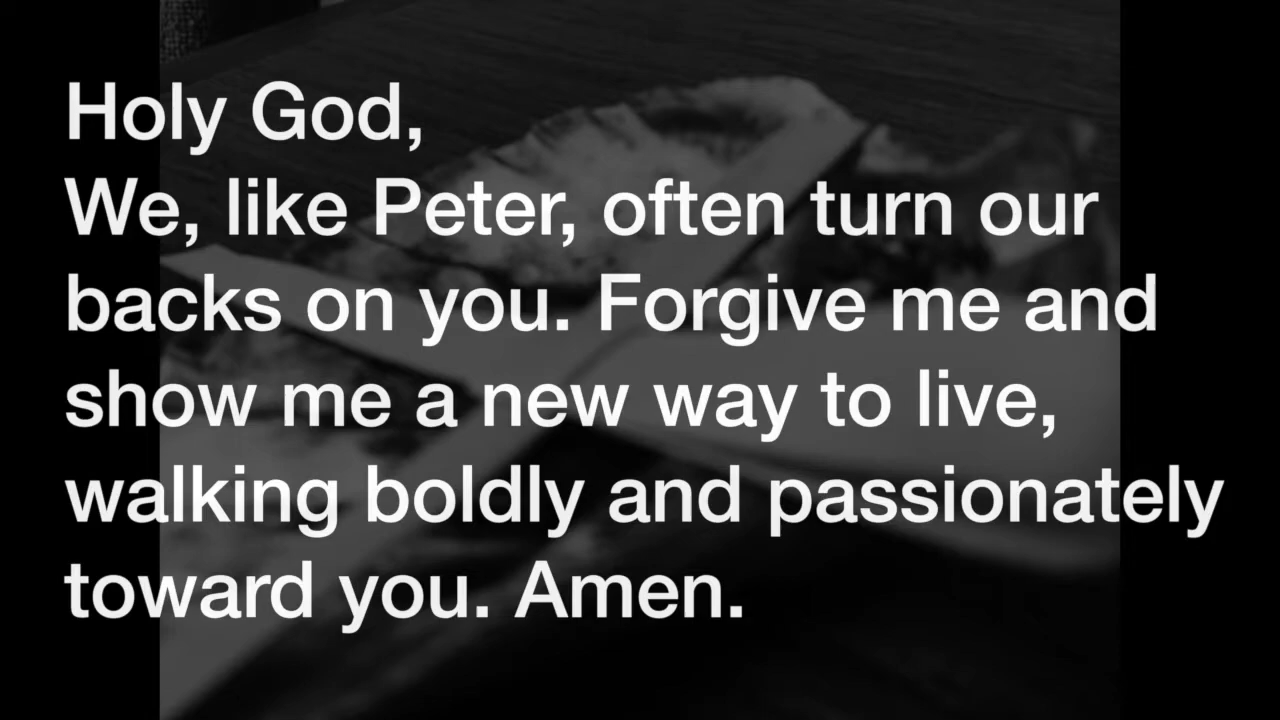 Holy God,
We, like Peter, often turn our
backs on you. Forgive me and
show me a new way to live,
walking boldly and passionately
toward you. Amen.